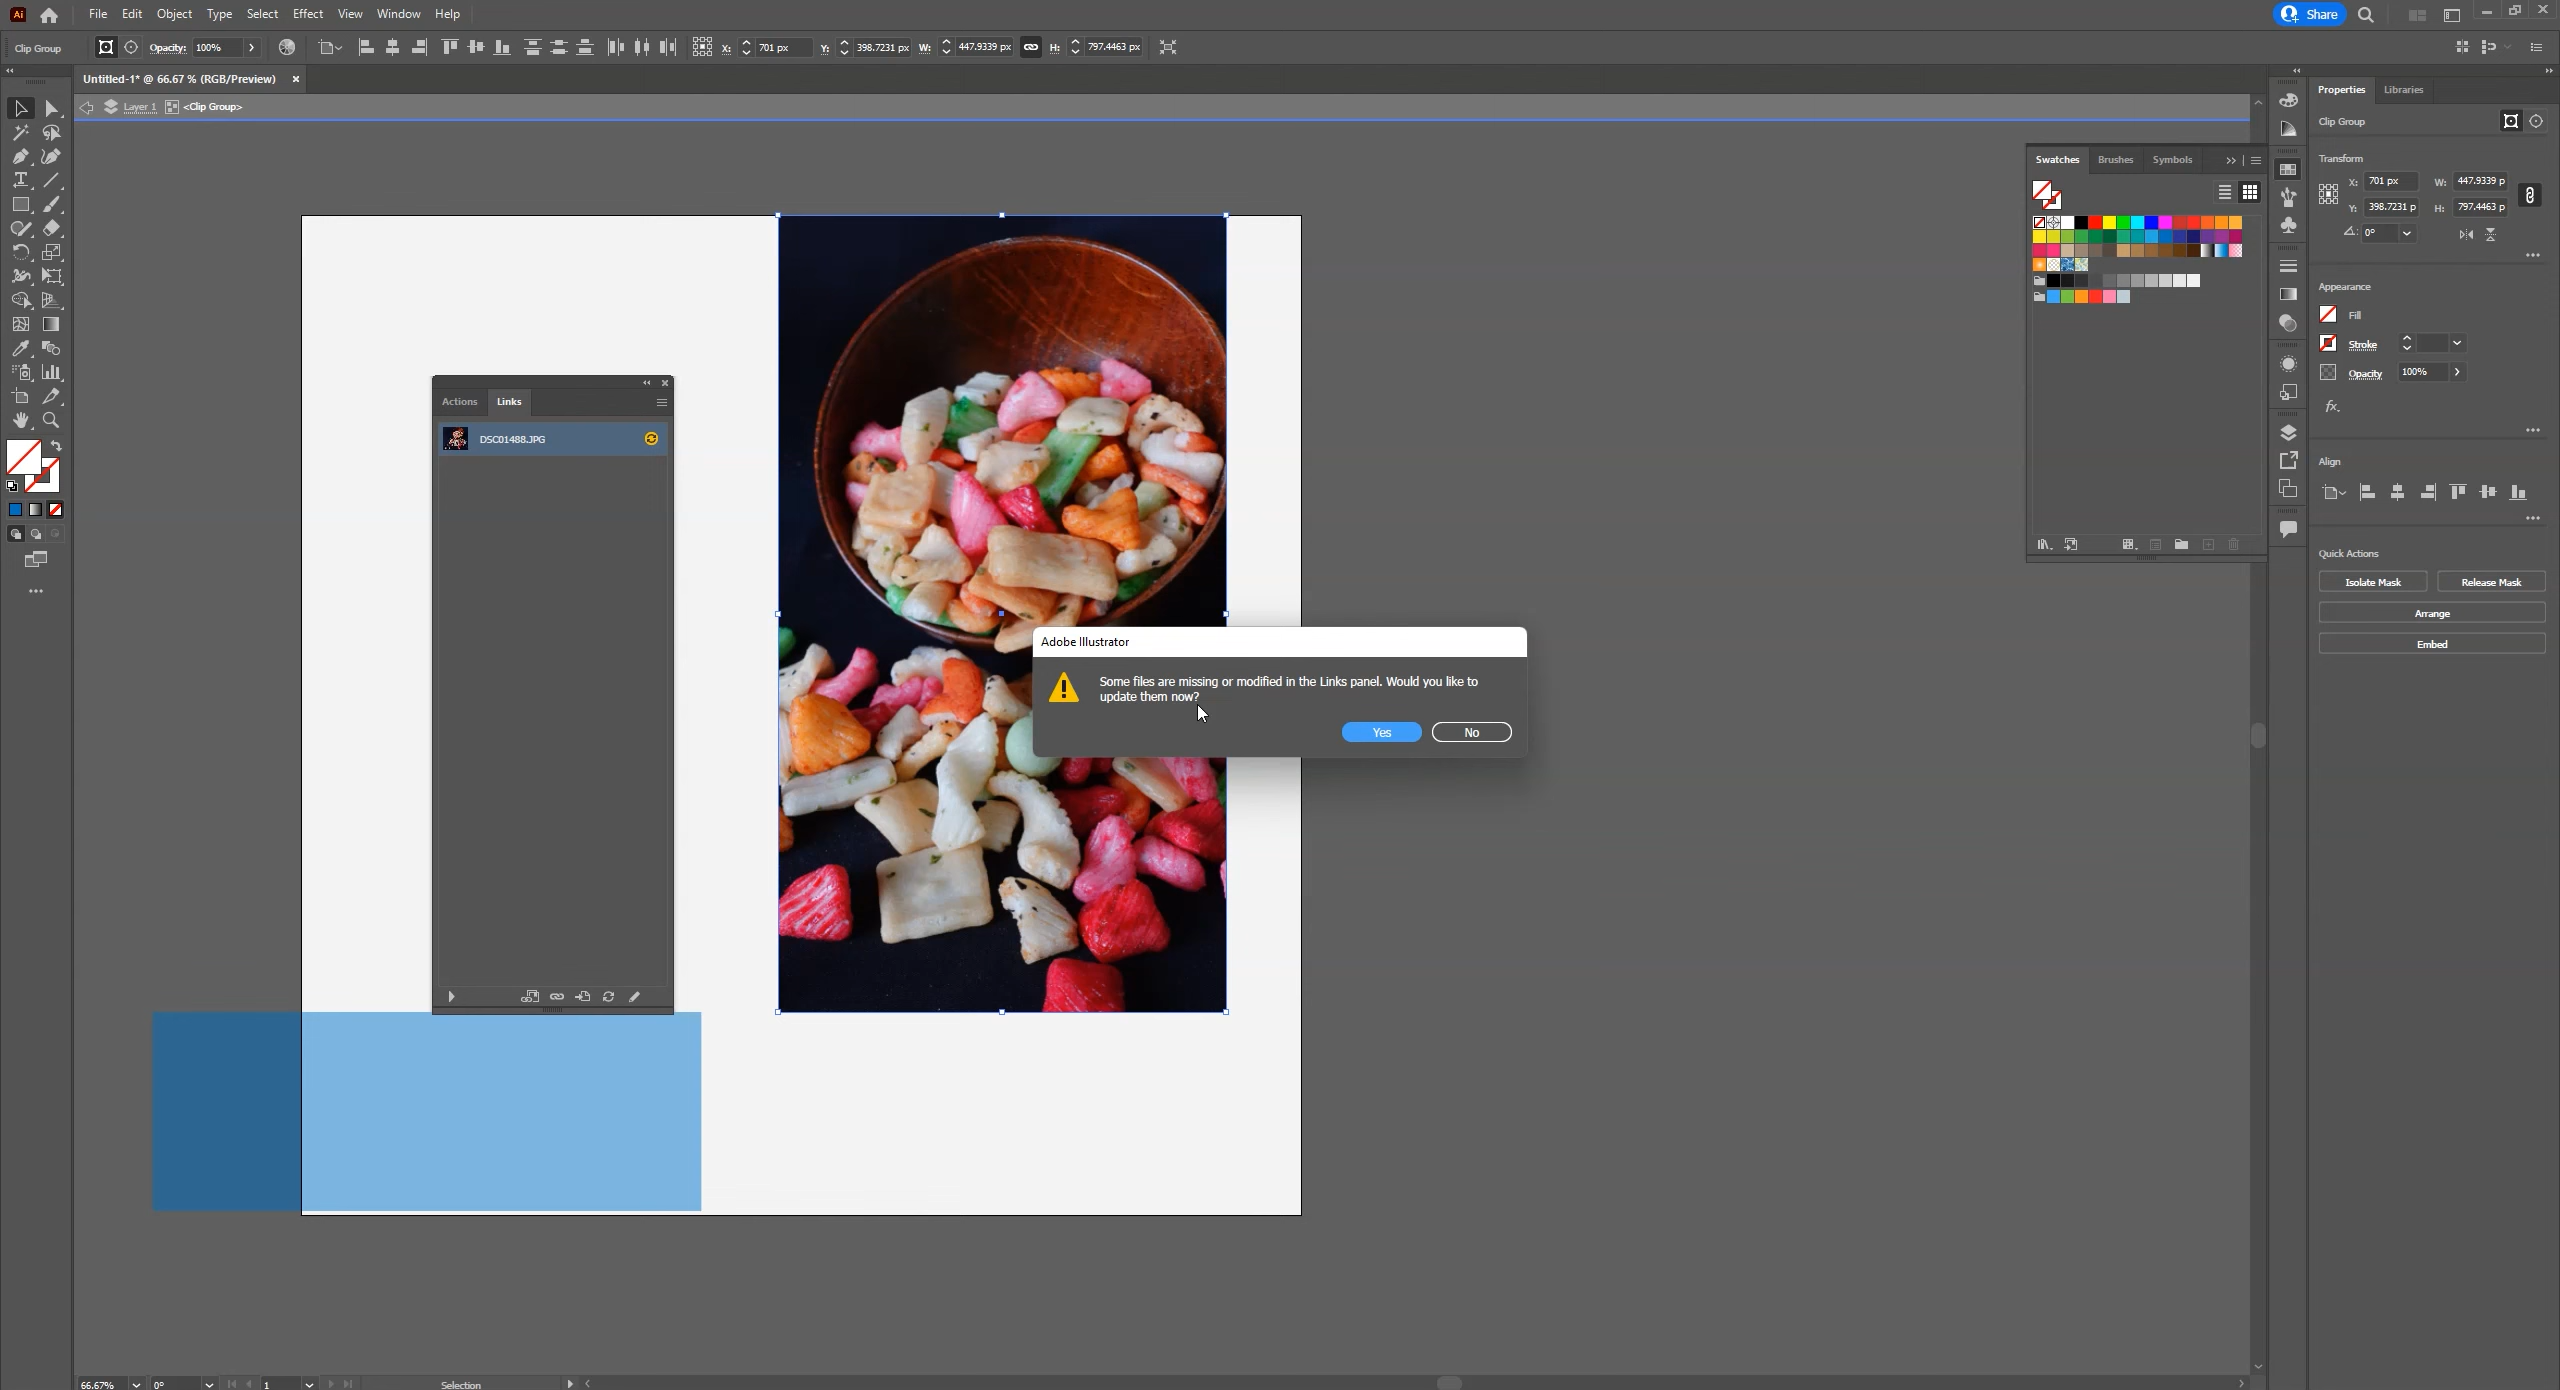 Ai File Edit Object Type Select Effect View Window Help Share
Clip Group Opacity: 100% X: 701 px Y: 398.7231 px W: 447.9339 px H: 797.4463 px
Untitled-1* @ 66.67 % (RGB/Preview)
Layer 1 <Clip Group>
Actions Links
DSC01488.JPG
Adobe Illustrator
Some files are missing or modified in the Links panel. Would you like to
update them now?
Yes No
Swatches Brushes Symbols
Properties Libraries
Clip Group
Transform
X: 701 px W: 447.9339 p
Y: 398.7231 p H: 797.4463 p
0°
Appearance
Fill
Stroke
Opacity 100%
fx.
Align
Quick Actions
Isolate Mask Release Mask
Arrange
Embed
66.67% 0° 1 Selection